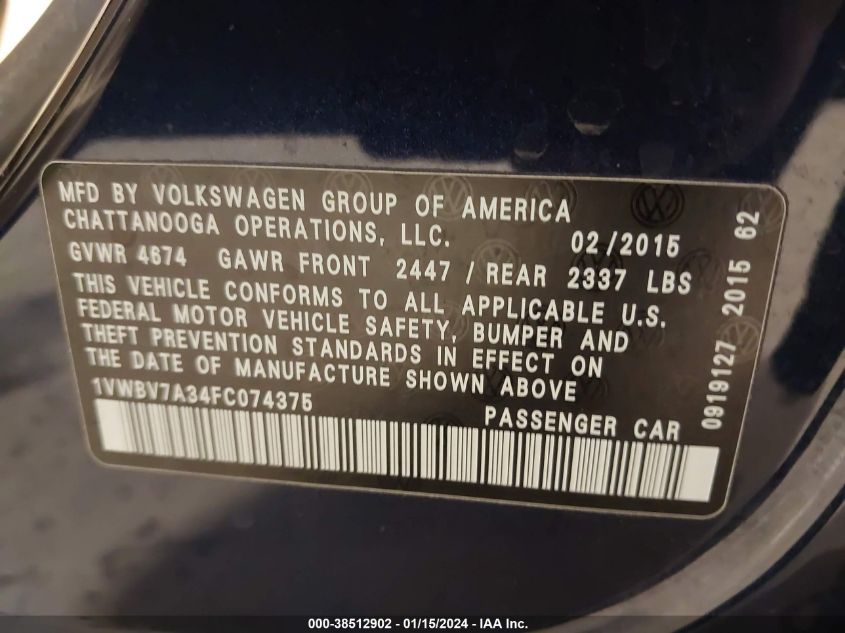 MFD BY VOLKSWAGEN GROUP OF AMERICA
CHATTANOOGA OPERATIONS, LLC. 02/2015
GVWR 4674 GAWR FRONT 2447 / REAR 2337 LBS
THIS VEHICLE CONFORMS TO ALL APPLICABLE U.S.
FEDERAL MOTOR VEHICLE SAFETY, BUMPER AND
THEFT PREVENTION STANDARDS IN EFFECT ON
THE DATE OF MANUFACTURE SHOWN ABOVE
1VWBV7A34FC074375
PASSENGER CAR
0919127 2015 62
000-38512902 - 01/15/2024 - IAA Inc.